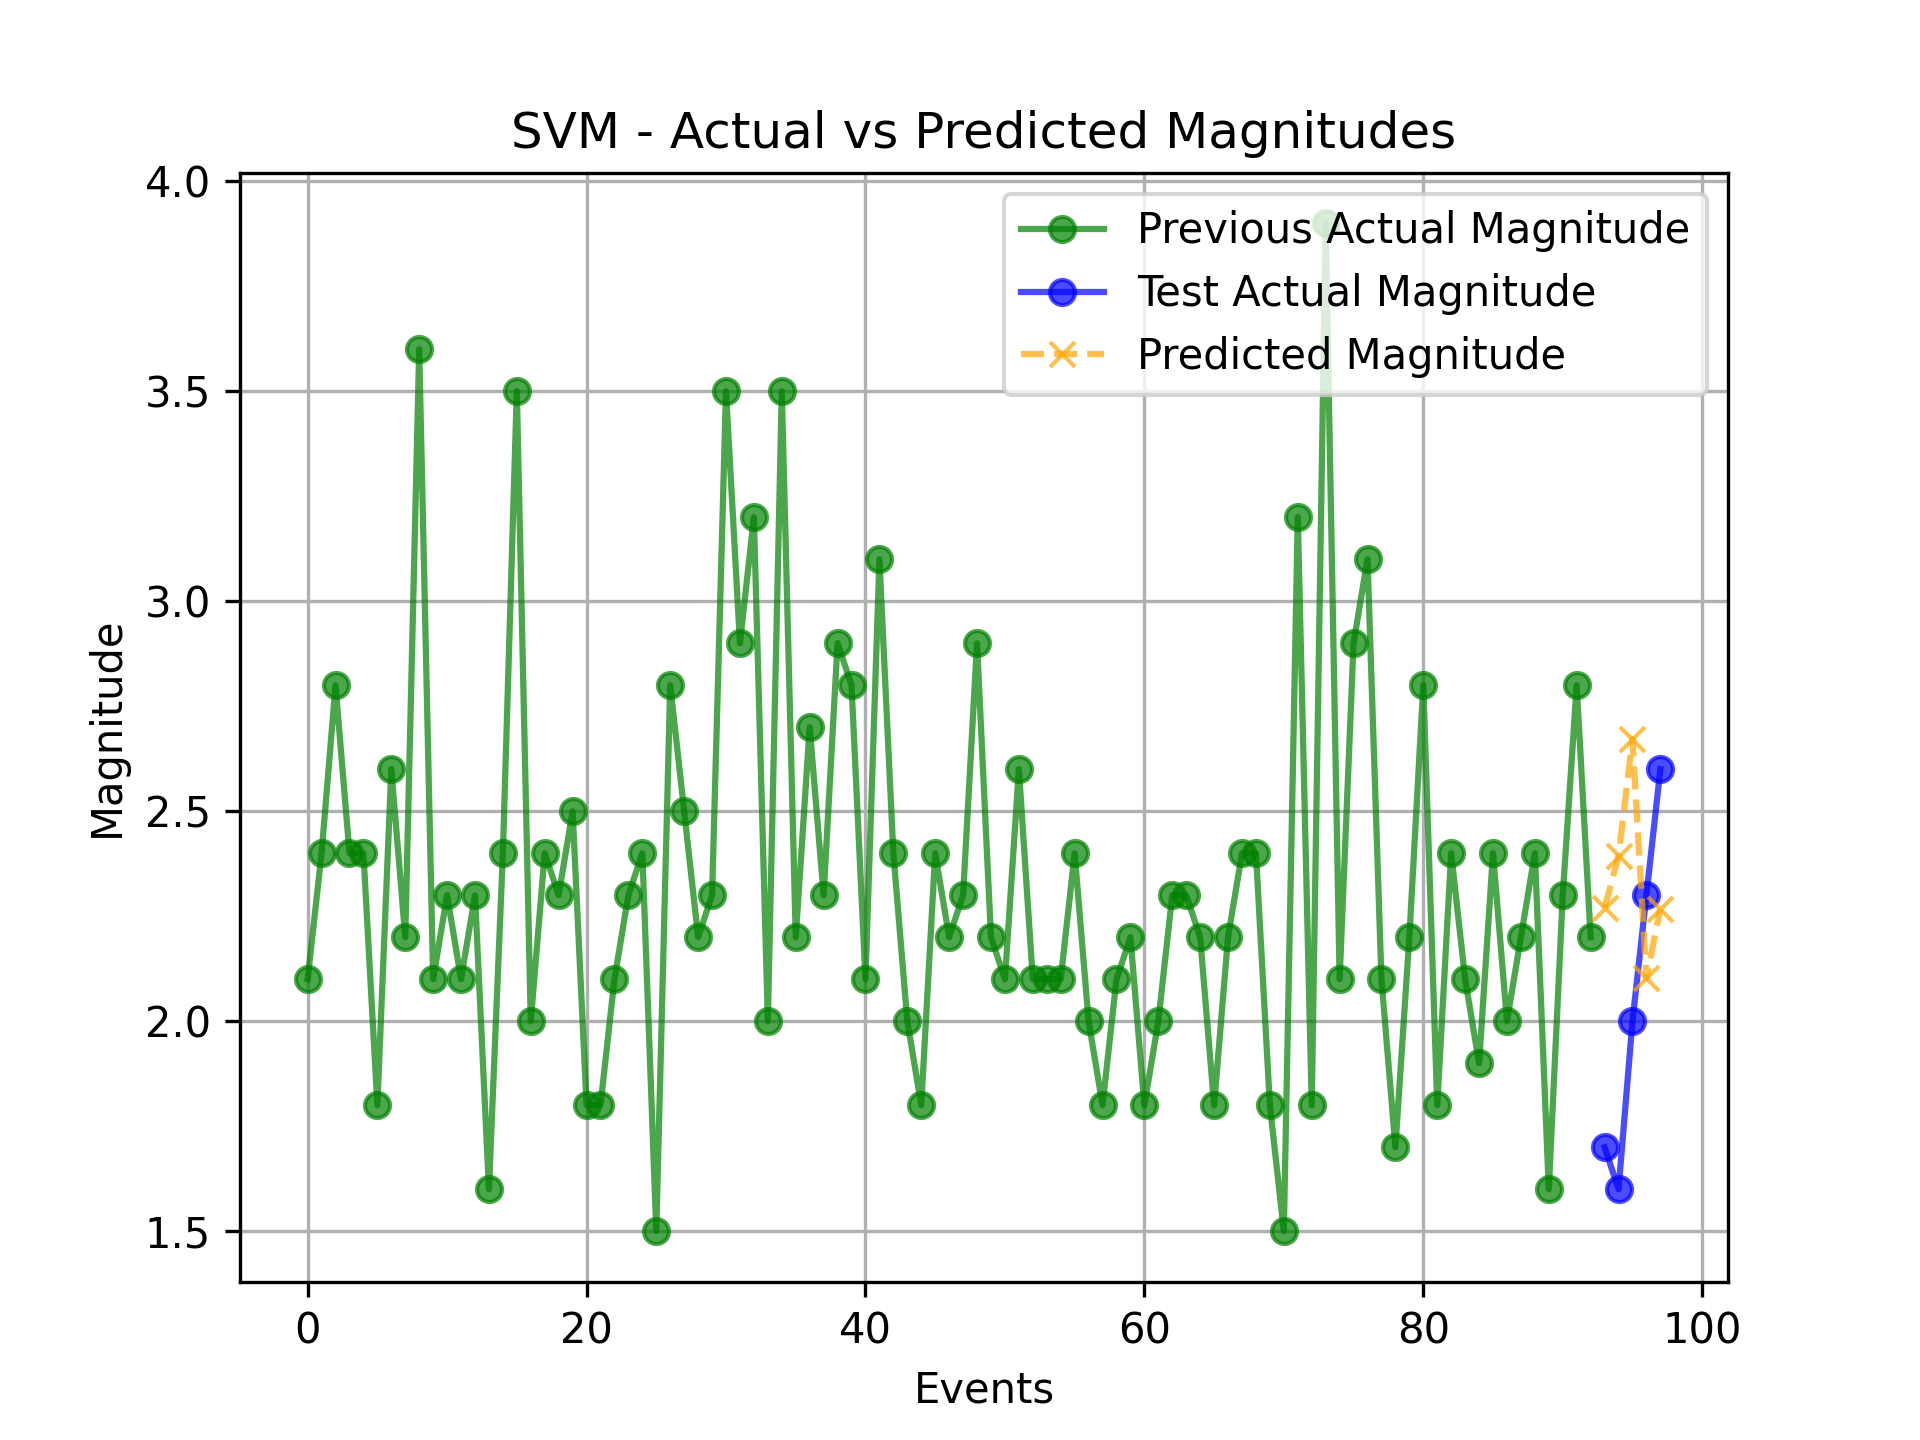 SVM - Actual vs Predicted Magnitudes
4.0
3.5
3.0
2.5
2.0
1.5
Magnitude
Previous Actual Magnitude
Test Actual Magnitude
Predicted Magnitude
0 20 40 60 80 100
Events